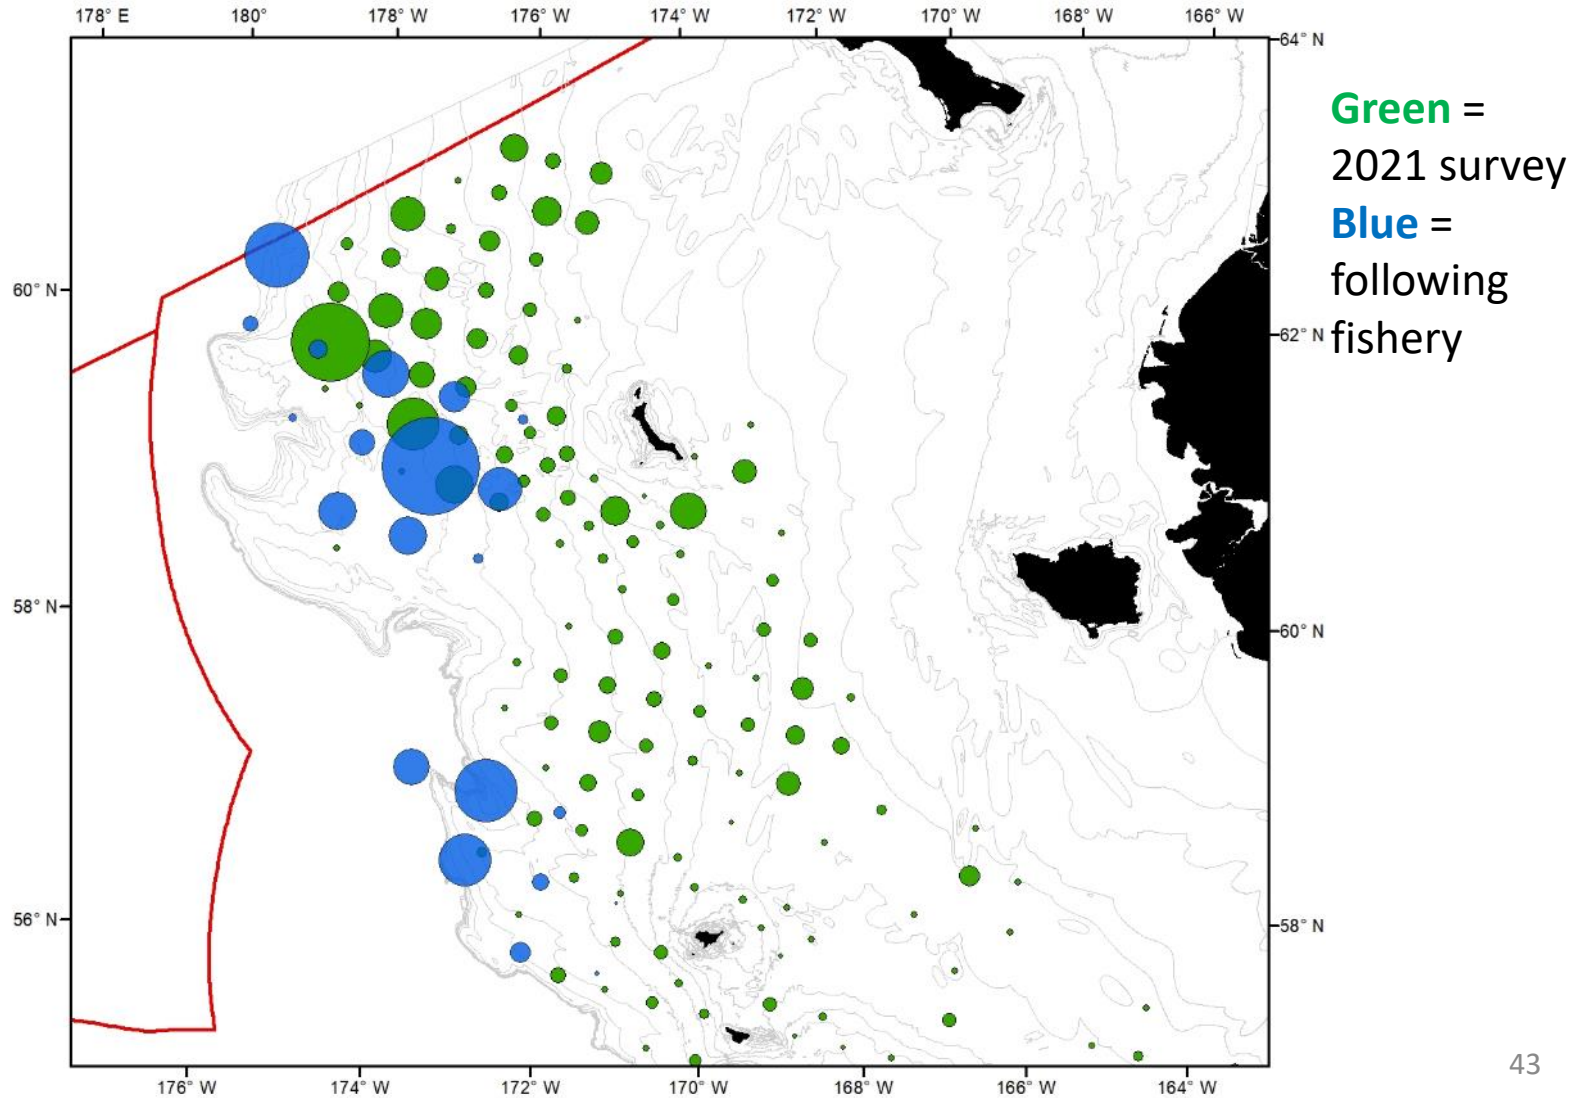 178° E 180° 178° W 176° W 174° W 172° W 170° W 168° W 166° W
64° N
Green =
2021 survey
Blue =
following
fishery
60° N
62° N
58° N
60° N
56° N
58° N
176° W 174° W 172° W 170° W 168° W 166° W 164° W
43